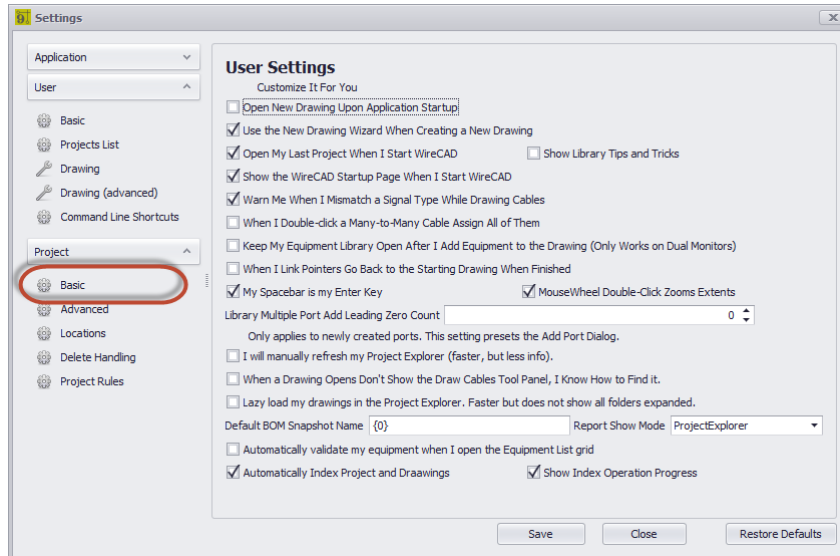 Settings
Application
User
Basic
Projects List
Drawing
Drawing (advanced)
Command Line Shortcuts
Project
Basic
Advanced
Locations
Delete Handling
Project Rules
User Settings
Customize It For You
Open New Drawing Upon Application Startup
Use the New Drawing Wizard When Creating a New Drawing
Open My Last Project When I Start WireCAD Show Library Tips and Tricks
Show the WireCAD Startup Page When I Start WireCAD
Warn Me When I Mismatch a Signal Type While Drawing Cables
When I Double-click a Many-to-Many Cable Assign All of Them
Keep My Equipment Library Open After I Add Equipment to the Drawing (Only Works on Dual Monitors)
When I Link Pointers Go Back to the Starting Drawing When Finished
My Spacebar is my Enter Key MouseWheel Double-Click Zooms Extents
Library Multiple Port Add Leading Zero Count 0
Only applies to newly created ports. This setting presets the Add Port Dialog.
I will manually refresh my Project Explorer (faster, but less info).
When a Drawing Opens Don't Show the Draw Cables Tool Panel, I Know How to Find it.
Lazy load my drawings in the Project Explorer. Faster but does not show all folders expanded.
Default BOM Snapshot Name {0} Report Show Mode ProjectExplorer
Automatically validate my equipment when I open the Equipment List grid
Automatically Index Project and Draawings Show Index Operation Progress
Save Close Restore Defaults